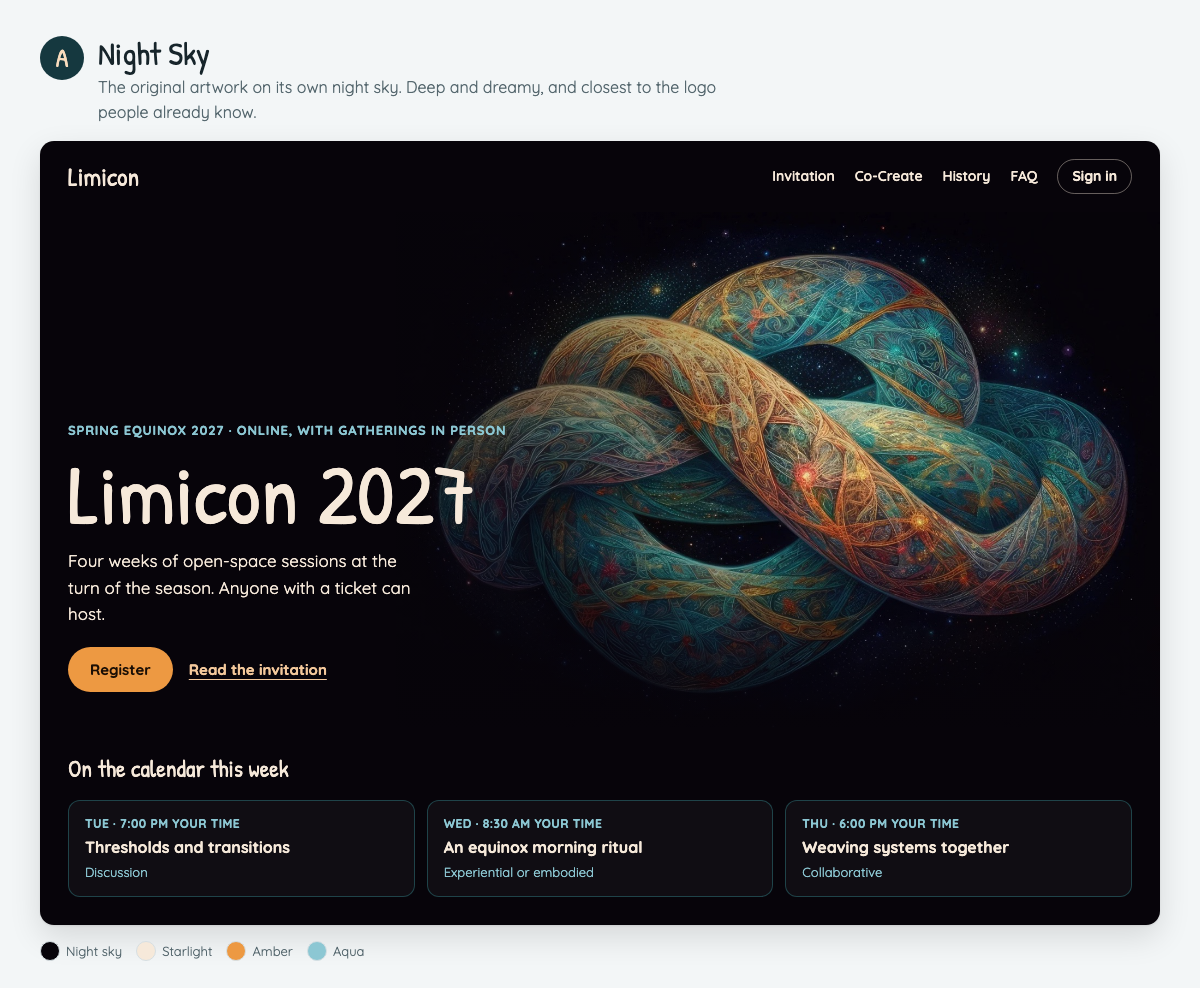 A
Night Sky
The original artwork on its own night sky. Deep and dreamy, and closest to the logo
people already know.
Limicon
Invitation Co-Create History FAQ Sign in
SPRING EQUINOX 2027 · ONLINE, WITH GATHERINGS IN PERSON
Limicon 2027
Four weeks of open-space sessions at the
turn of the season. Anyone with a ticket can
host.
Register Read the invitation
On the calendar this week
TUE · 7:00 PM YOUR TIME
Thresholds and transitions
Discussion
WED · 8:30 AM YOUR TIME
An equinox morning ritual
Experiential or embodied
THU · 6:00 PM YOUR TIME
Weaving systems together
Collaborative
Night sky Starlight Amber Aqua